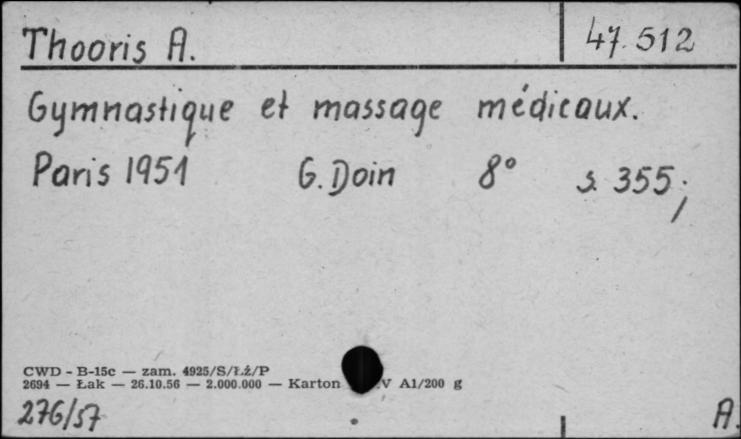 Thooris A. 47.512
Gymnastique et massage médicaux.
Paris 1951 G. Doin 8° s. 355;
CWD - B-15c — zam. 4925/S/Łż/P
2694 — Łak — 26.10.56 — 2.000.000 — Karton V A1/200 g
276/57 A.